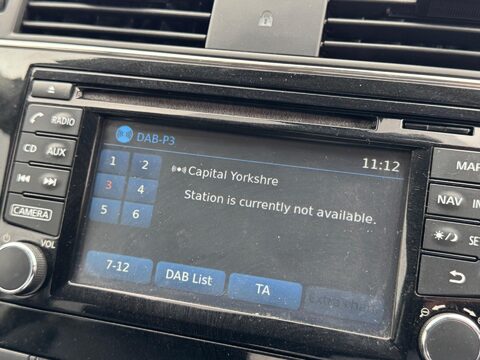 RADIO
CD AUX
CAMERA
VOL
DAB-P3
11:12
1 2
3 4
5 6
Capital Yorkshre
Station is currently not available.
7-12
DAB List
TA
NAV